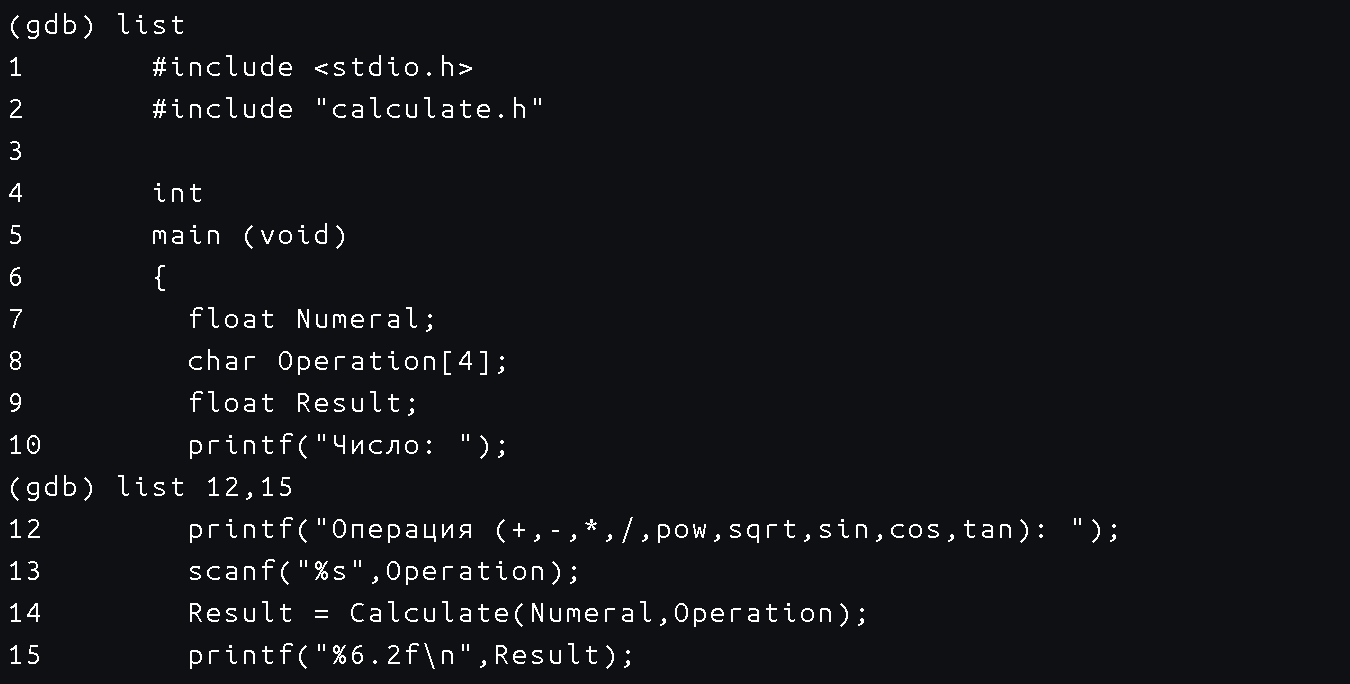 (gdb) list
1       #include <stdio.h>
2       #include "calculate.h"
3
4       int
5       main (void)
6       {
7         float Numeral;
8         char Operation[4];
9         float Result;
10        printf("Число: ");
(gdb) list 12,15
12        printf("Операция (+,-,*,/,pow,sqrt,sin,cos,tan): ");
13        scanf("%s",Operation);
14        Result = Calculate(Numeral,Operation);
15        printf("%6.2f\n",Result);